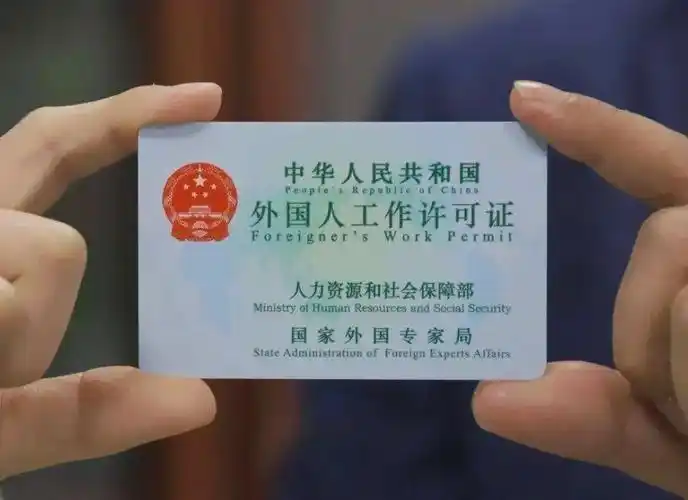 中华人民共和国
People's Republic of China
外国人工作许可证
Foreigner's Work Permit
人力资源和社会保障部
Ministry of Human Resources and Social Security
国家外国专家局
State Administration of Foreign Experts Affairs